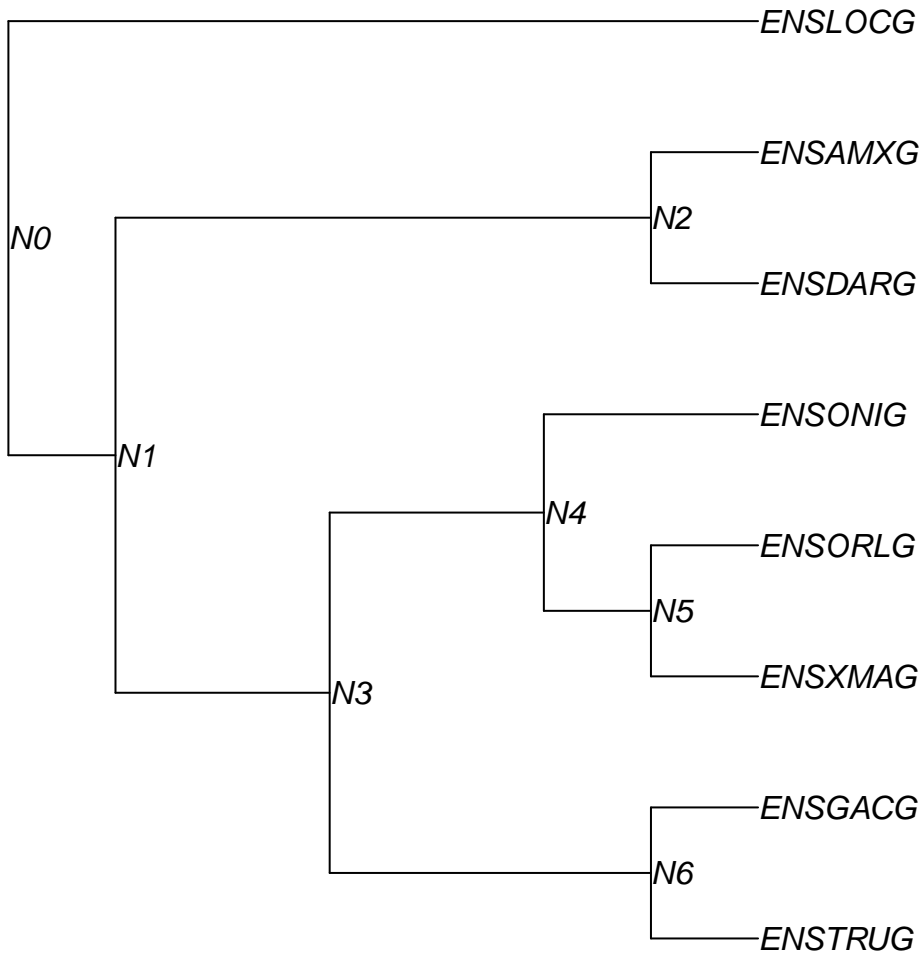 ENSLOCG
ENSAMXG
N2
N0
ENSDARG
ENSONIG
N1
N4
ENSORLG
N5
ENSXMAG
N3
ENSGACG
N6
ENSTRUG